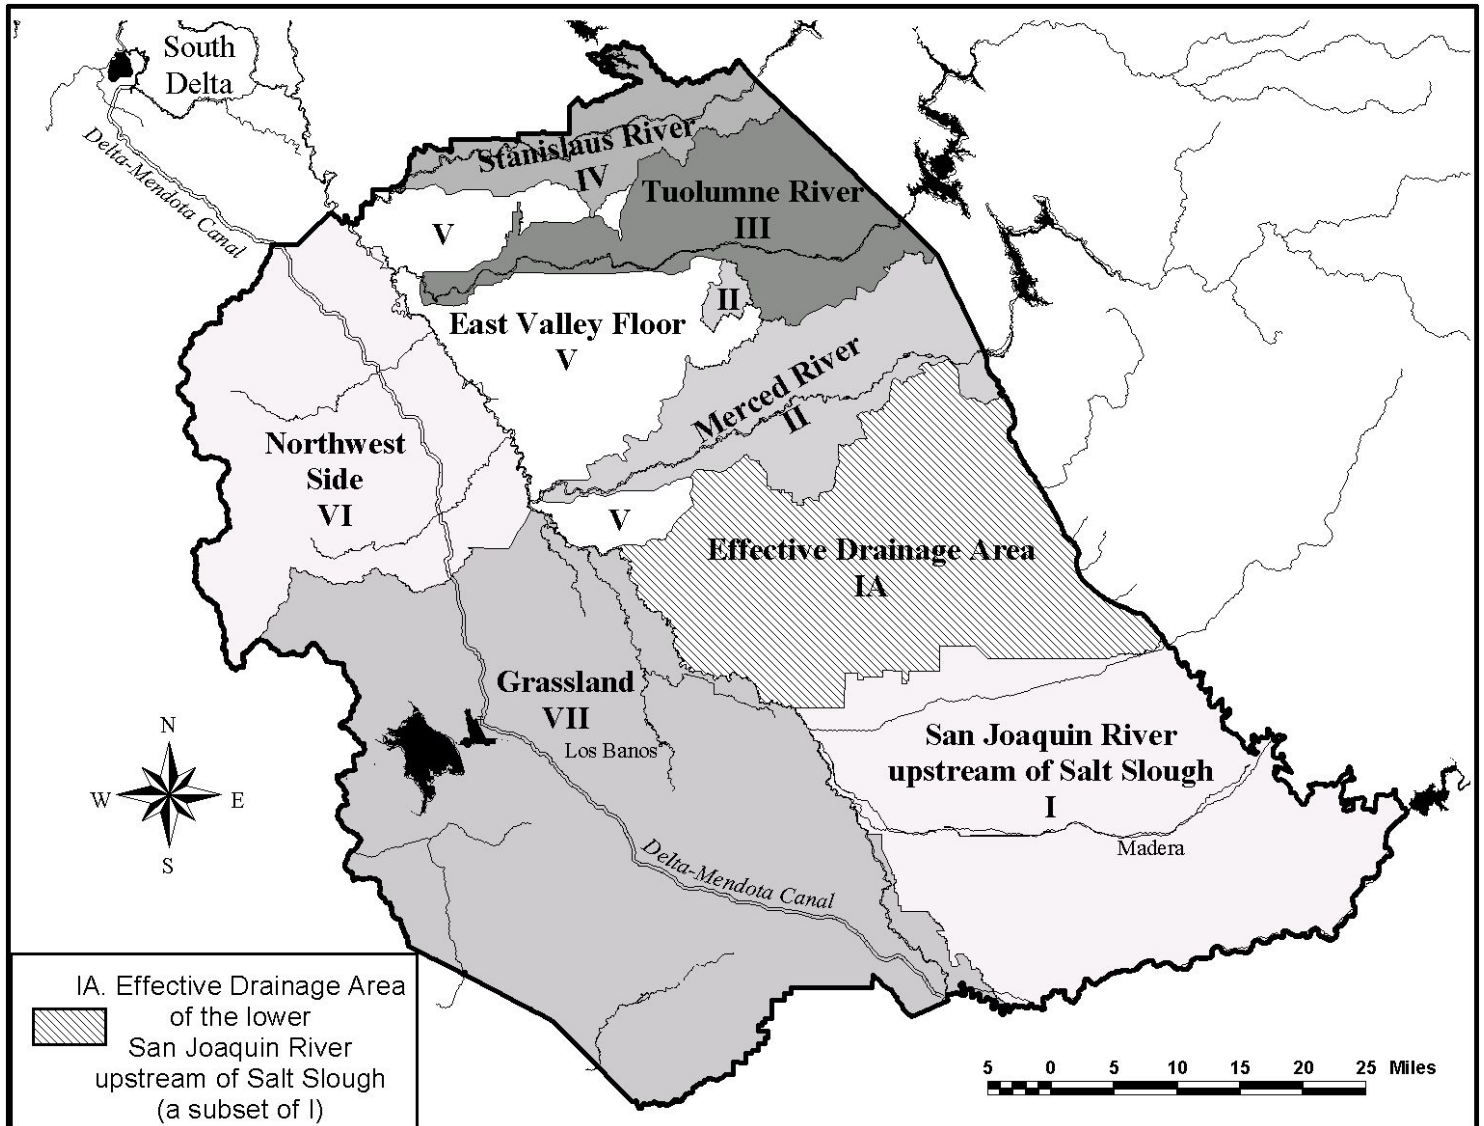 South
Delta
Delta-Mendota Canal
Stanislaus River
IV
Tuolumne River
III
V
II
East Valley Floor
V
Merced River
II
Northwest
Side
VI
V
Effective Drainage Area
IA
Grassland
VII
Los Banos
San Joaquin River
upstream of Salt Slough
I
Madera
Delta-Mendota Canal
N
W
E
S
IA. Effective Drainage Area
of the lower
San Joaquin River
upstream of Salt Slough
(a subset of I)
5 0 5 10 15 20 25 Miles